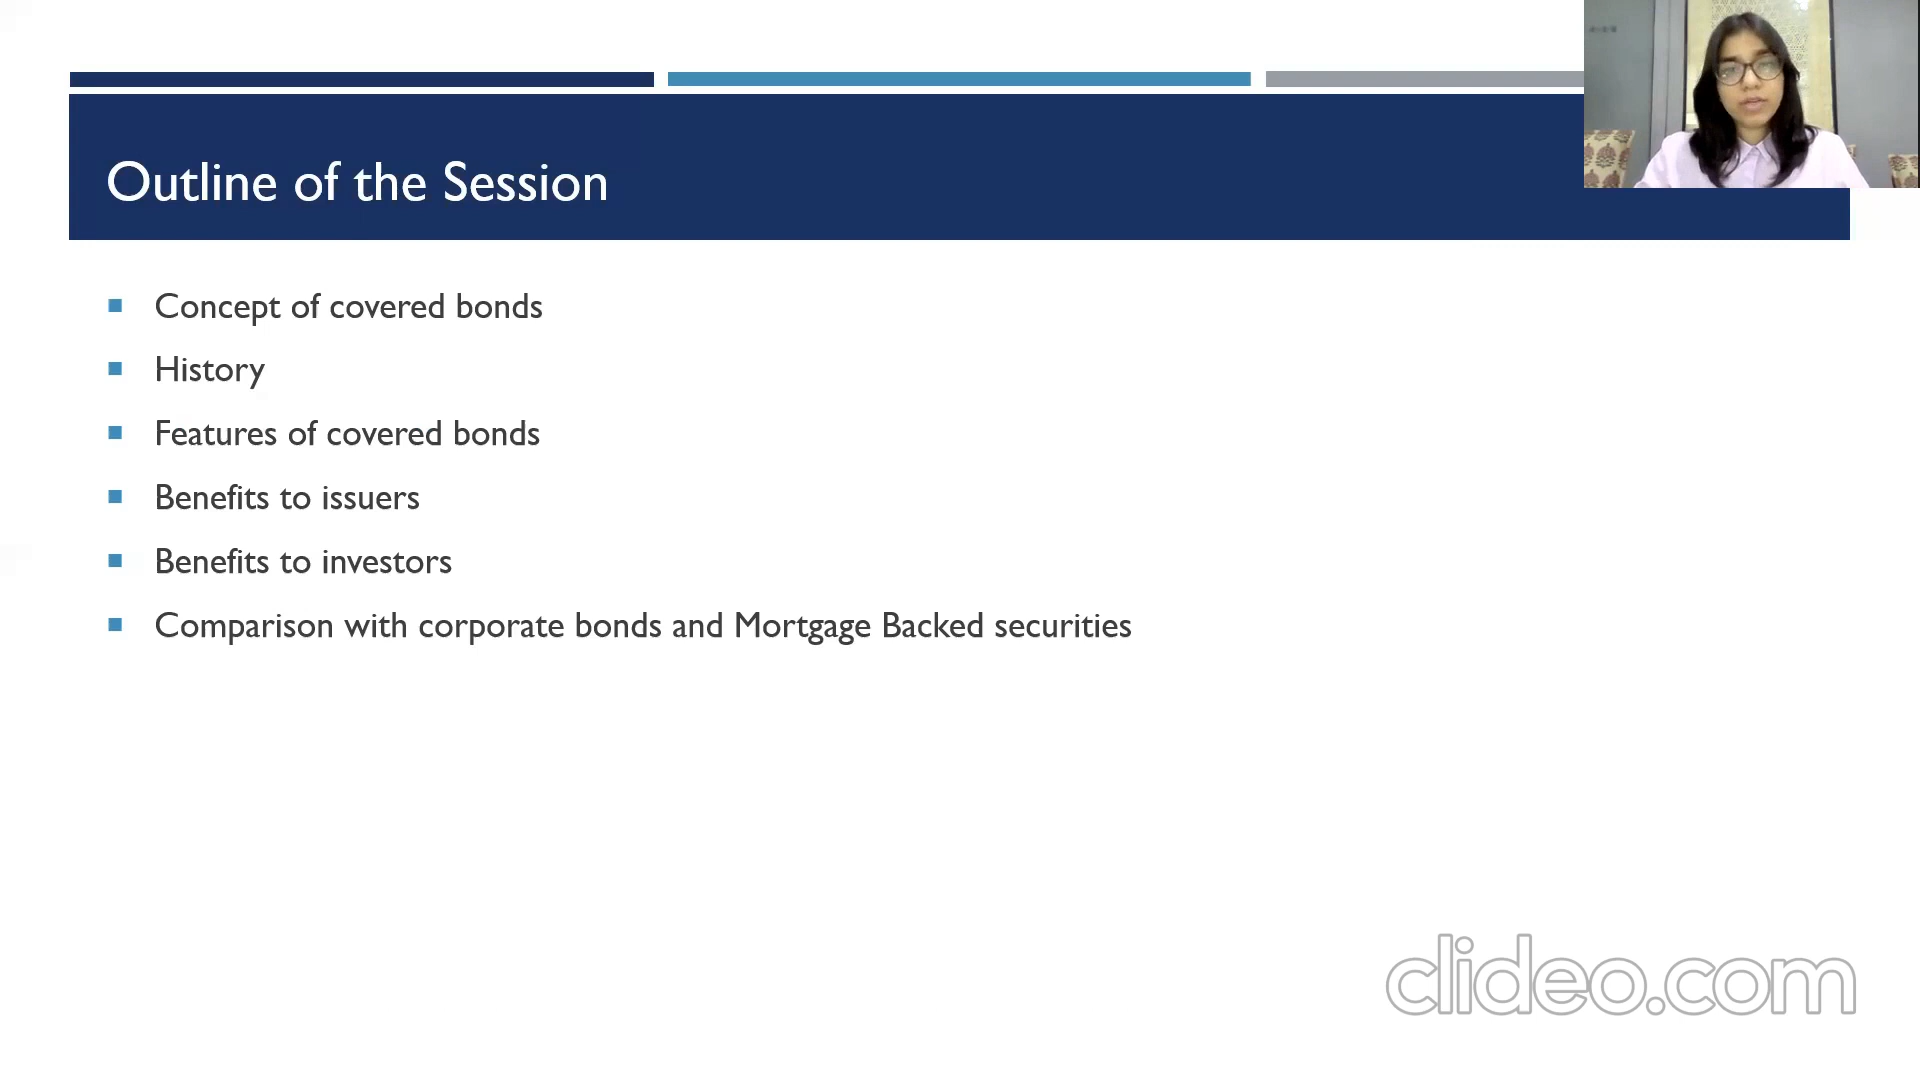 Outline of the Session
Concept of covered bonds
History
Features of covered bonds
Benefits to issuers
Benefits to investors
Comparison with corporate bonds and Mortgage Backed securities
clideo.com